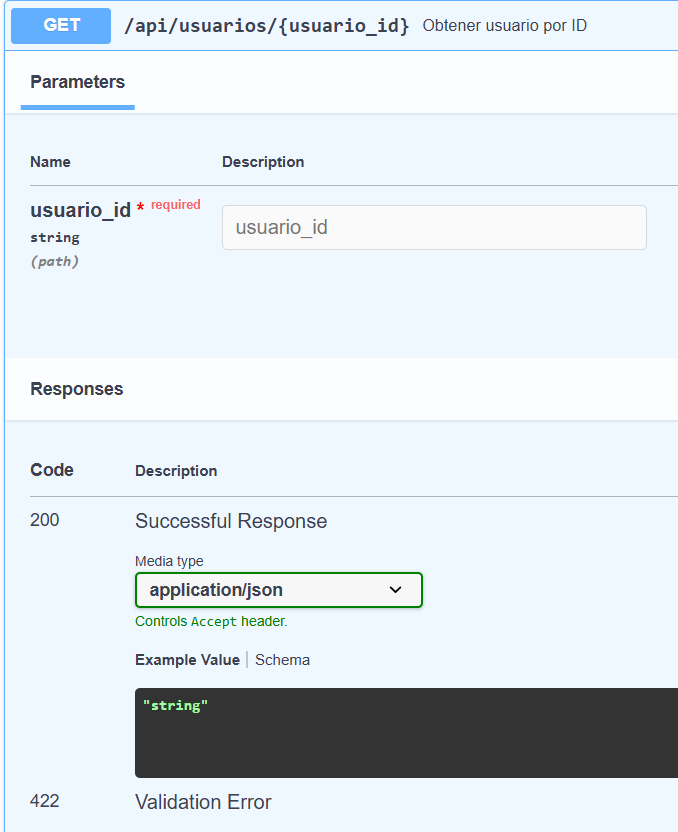 GET /api/usuarios/{usuario_id} Obtener usuario por ID
Parameters
Name Description
usuario_id * required
string
(path)
usuario_id
Responses
Code Description
200 Successful Response
Media type
application/json
Controls Accept header.
Example Value | Schema
"string"
422 Validation Error